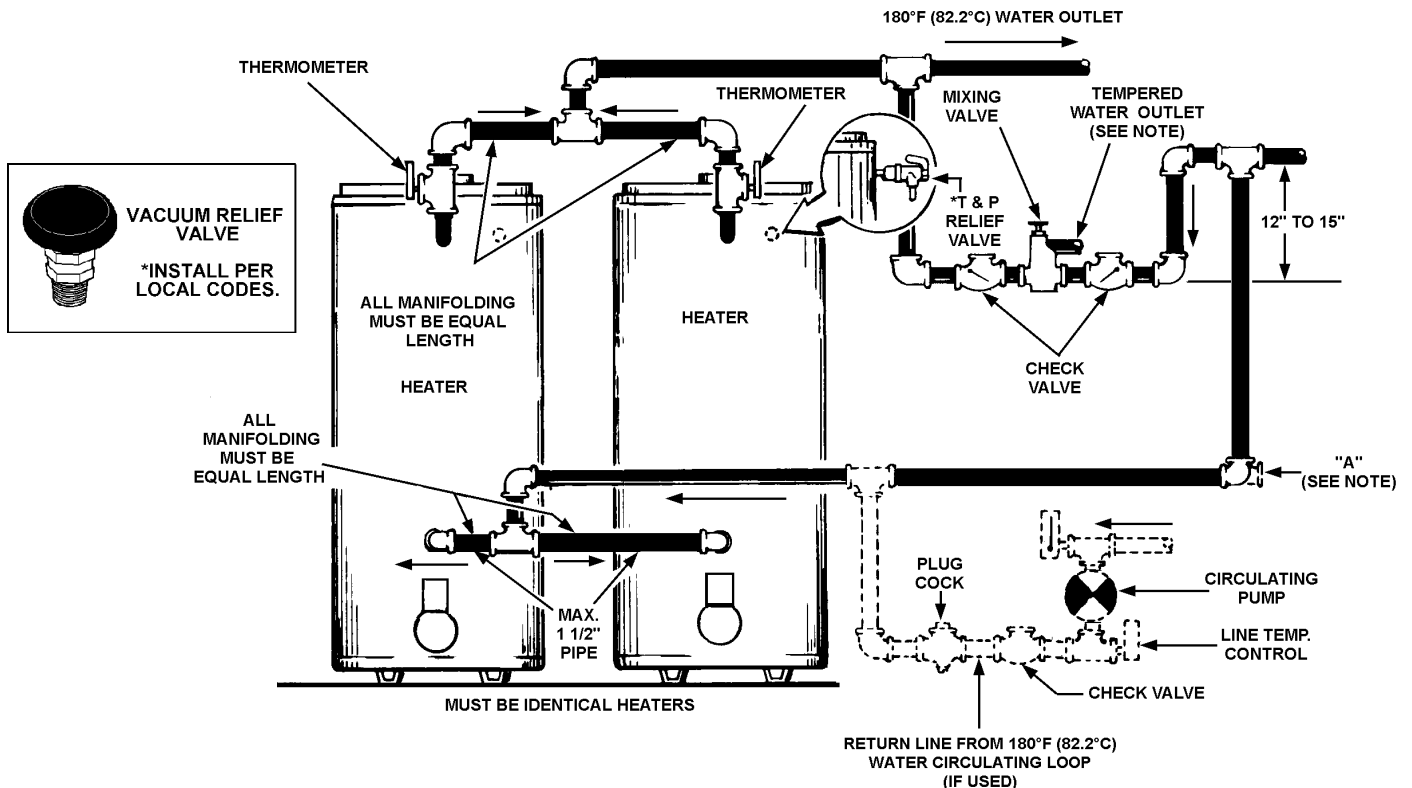 180°F (82.2°C) WATER OUTLET
THERMOMETER
THERMOMETER
MIXING
VALVE
TEMPERED
WATER OUTLET
(SEE NOTE)
VACUUM RELIEF
VALVE
*INSTALL PER
LOCAL CODES.
*T & P
RELIEF
VALVE
12" TO 15"
ALL MANIFOLDING
MUST BE EQUAL
LENGTH
HEATER
HEATER
CHECK
VALVE
ALL
MANIFOLDING
MUST BE
EQUAL LENGTH
"A"
(SEE NOTE)
MAX.
1 1/2"
PIPE
PLUG
COCK
CIRCULATING
PUMP
LINE TEMP.
CONTROL
CHECK VALVE
MUST BE IDENTICAL HEATERS
RETURN LINE FROM 180°F (82.2°C)
WATER CIRCULATING LOOP
(IF USED)